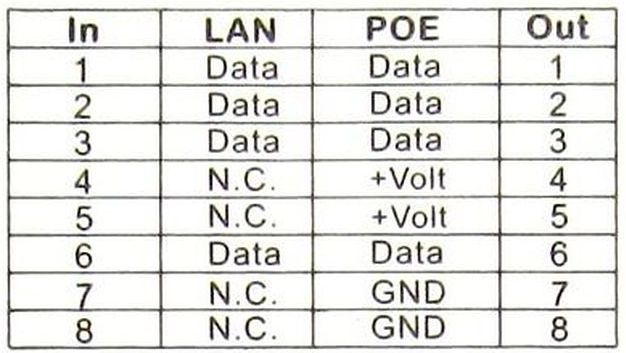 In LAN POE Out
1 Data Data 1
2 Data Data 2
3 Data Data 3
4 N.C. +Volt 4
5 N.C. +Volt 5
6 Data Data 6
7 N.C. GND 7
8 N.C. GND 8